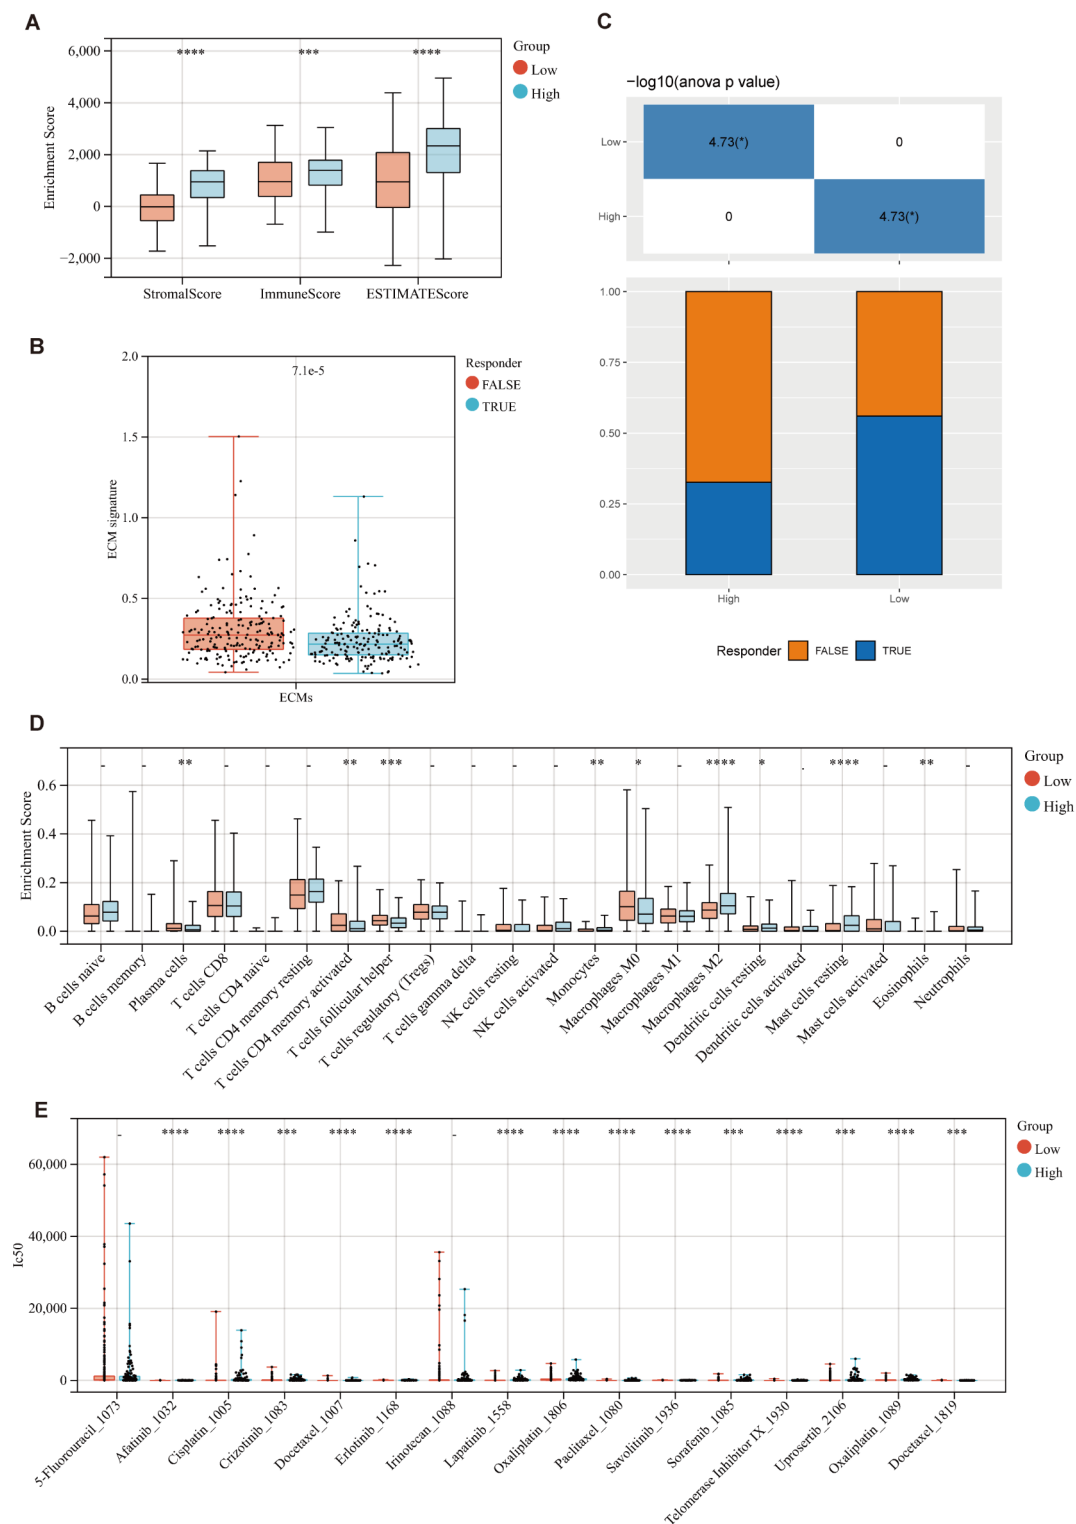 A
Group
Low
High
**** *** ****
6,000
4,000
2,000
0
−2,000
Enrichment Score
StromalScore ImmuneScore ESTIMATEScore
B
Responder
FALSE
TRUE
7.1e-5
2.0
1.5
1.0
0.5
0.0
ECM signature
ECMs
C
−log10(anova p value)
Low 4.73(*) 0
High 0 4.73(*)
1.00
0.75
0.50
0.25
0.00
High Low
Responder FALSE TRUE
D
Group
Low
High
- - ** - - - ** *** - - - - ** * - **** * . **** - ** -
0.6
0.4
0.2
0.0
Enrichment Score
B cells naive
B cells memory
Plasma cells
T cells CD8
T cells CD4 naive
T cells CD4 memory resting
T cells CD4 memory activated
T cells follicular helper
T cells regulatory (Tregs)
T cells gamma delta
NK cells resting
NK cells activated
Monocytes
Macrophages M0
Macrophages M1
Macrophages M2
Dendritic cells resting
Dendritic cells activated
Mast cells resting
Mast cells activated
Eosinophils
Neutrophils
E
Group
Low
High
- **** **** *** **** **** - **** **** **** **** *** **** *** **** ***
60,000
40,000
20,000
0
Ic50
5-Flurouracil_1073
Afatinib_1032
Cisplatin_1005
Crizotinib_1083
Docetaxel_1007
Erlotinib_1168
Irinotecan_1088
Lapatinib_1558
Oxaliplatin_1806
Paclitaxel_1080
Savolitinib_1936
Sorafenib_1085
Telomerase Inhibitor IX_1930
Uprosertib_2106
Oxaliplatin_1089
Docetaxel_1819